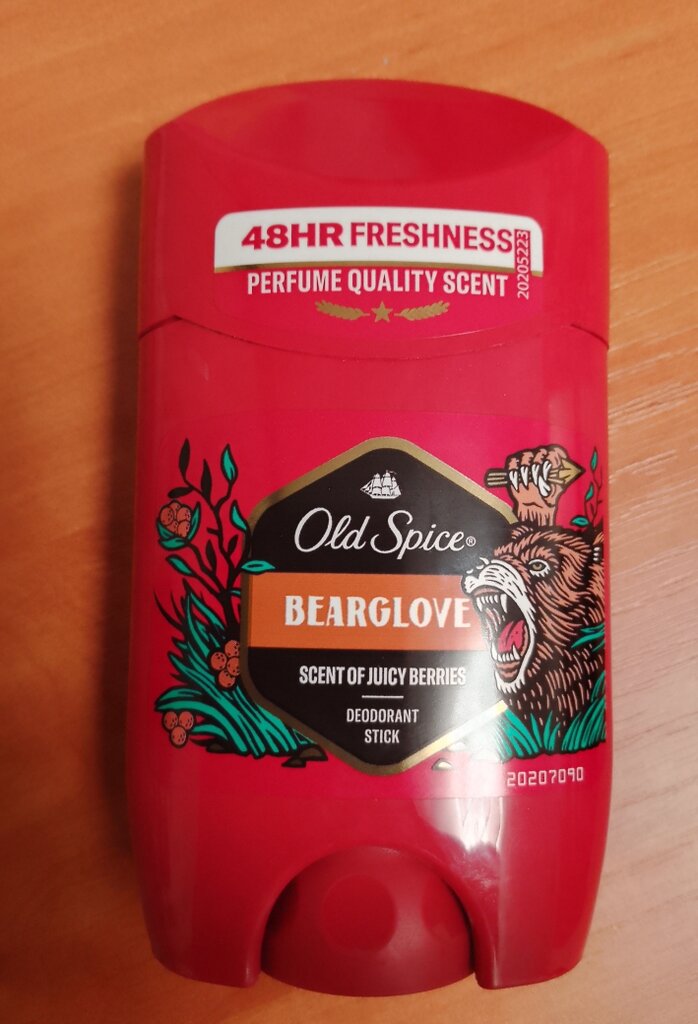 48HR FRESHNESS
20205223
PERFUME QUALITY SCENT
Old Spice®
BEARGLOVE
SCENT OF JUICY BERRIES
DEODORANT
STICK
20207090